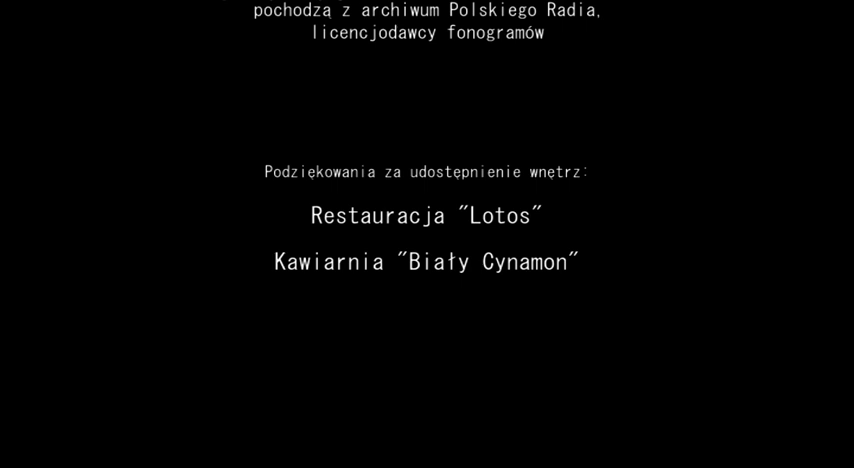 pochodzą z archiwum Polskiego Radia,
licencjodawcy fonogramów
Podziękowania za udostępnienie wnętrz:
Restauracja "Lotos"
Kawiarnia "Biały Cynamon"